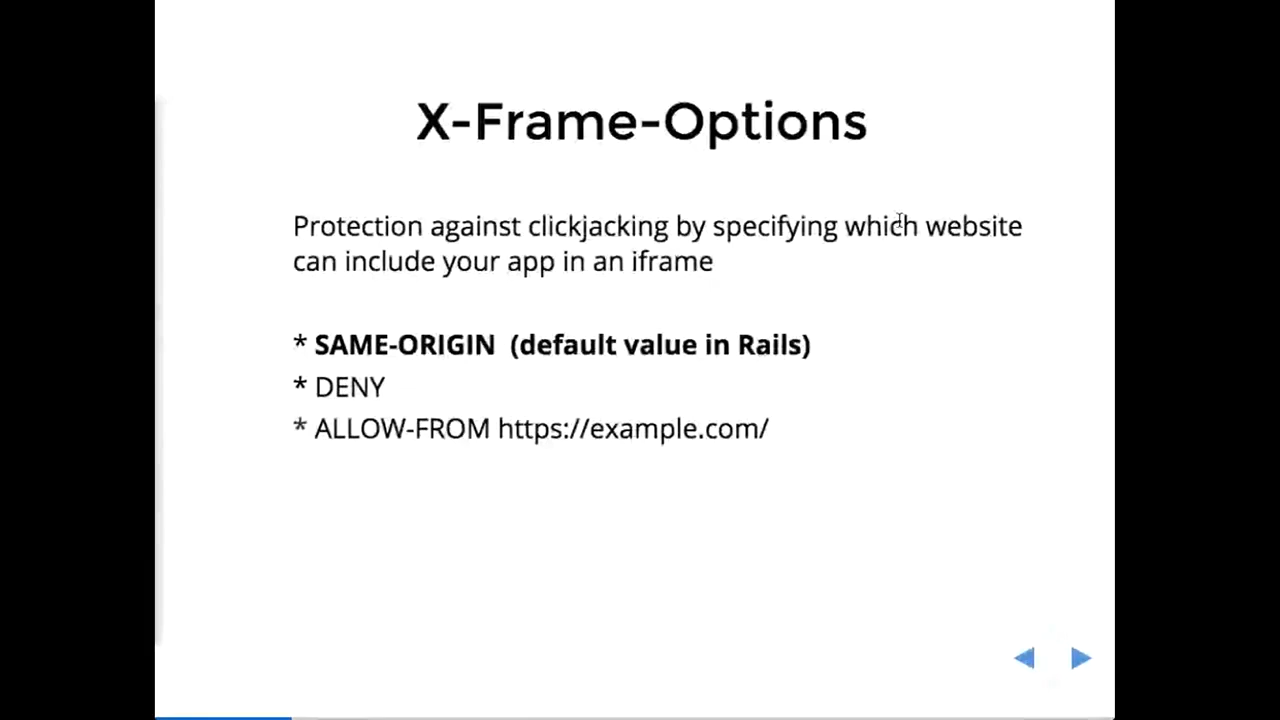 X-Frame-Options
Protection against clickjacking by specifying which website
can include your app in an iframe
* SAME-ORIGIN (default value in Rails)
* DENY
* ALLOW-FROM https://example.com/